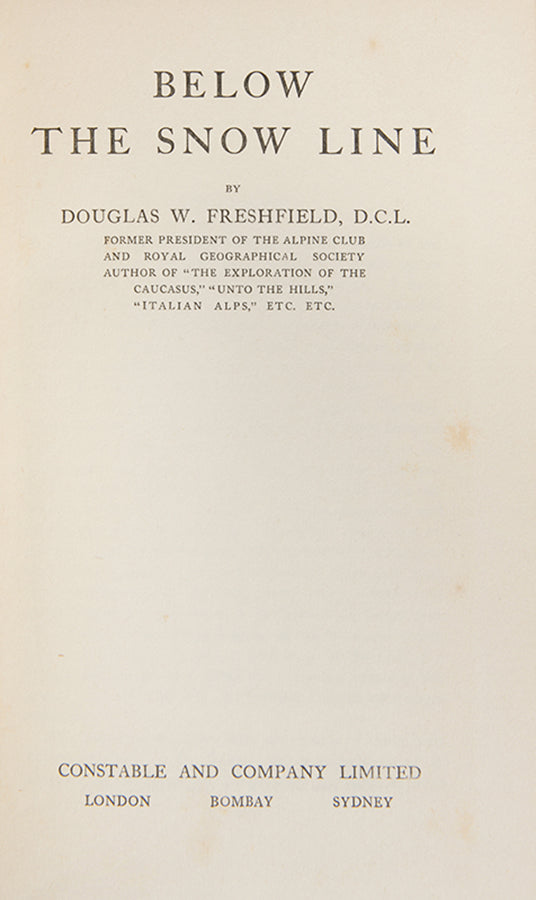 BELOW
THE SNOW LINE
BY
DOUGLAS W. FRESHFIELD, D.C.L.
FORMER PRESIDENT OF THE ALPINE CLUB
AND ROYAL GEOGRAPHICAL SOCIETY
AUTHOR OF "THE EXPLORATION OF THE
CAUCASUS," "UNTO THE HILLS,"
"ITALIAN ALPS," ETC. ETC.
CONSTABLE AND COMPANY LIMITED
LONDON BOMBAY SYDNEY